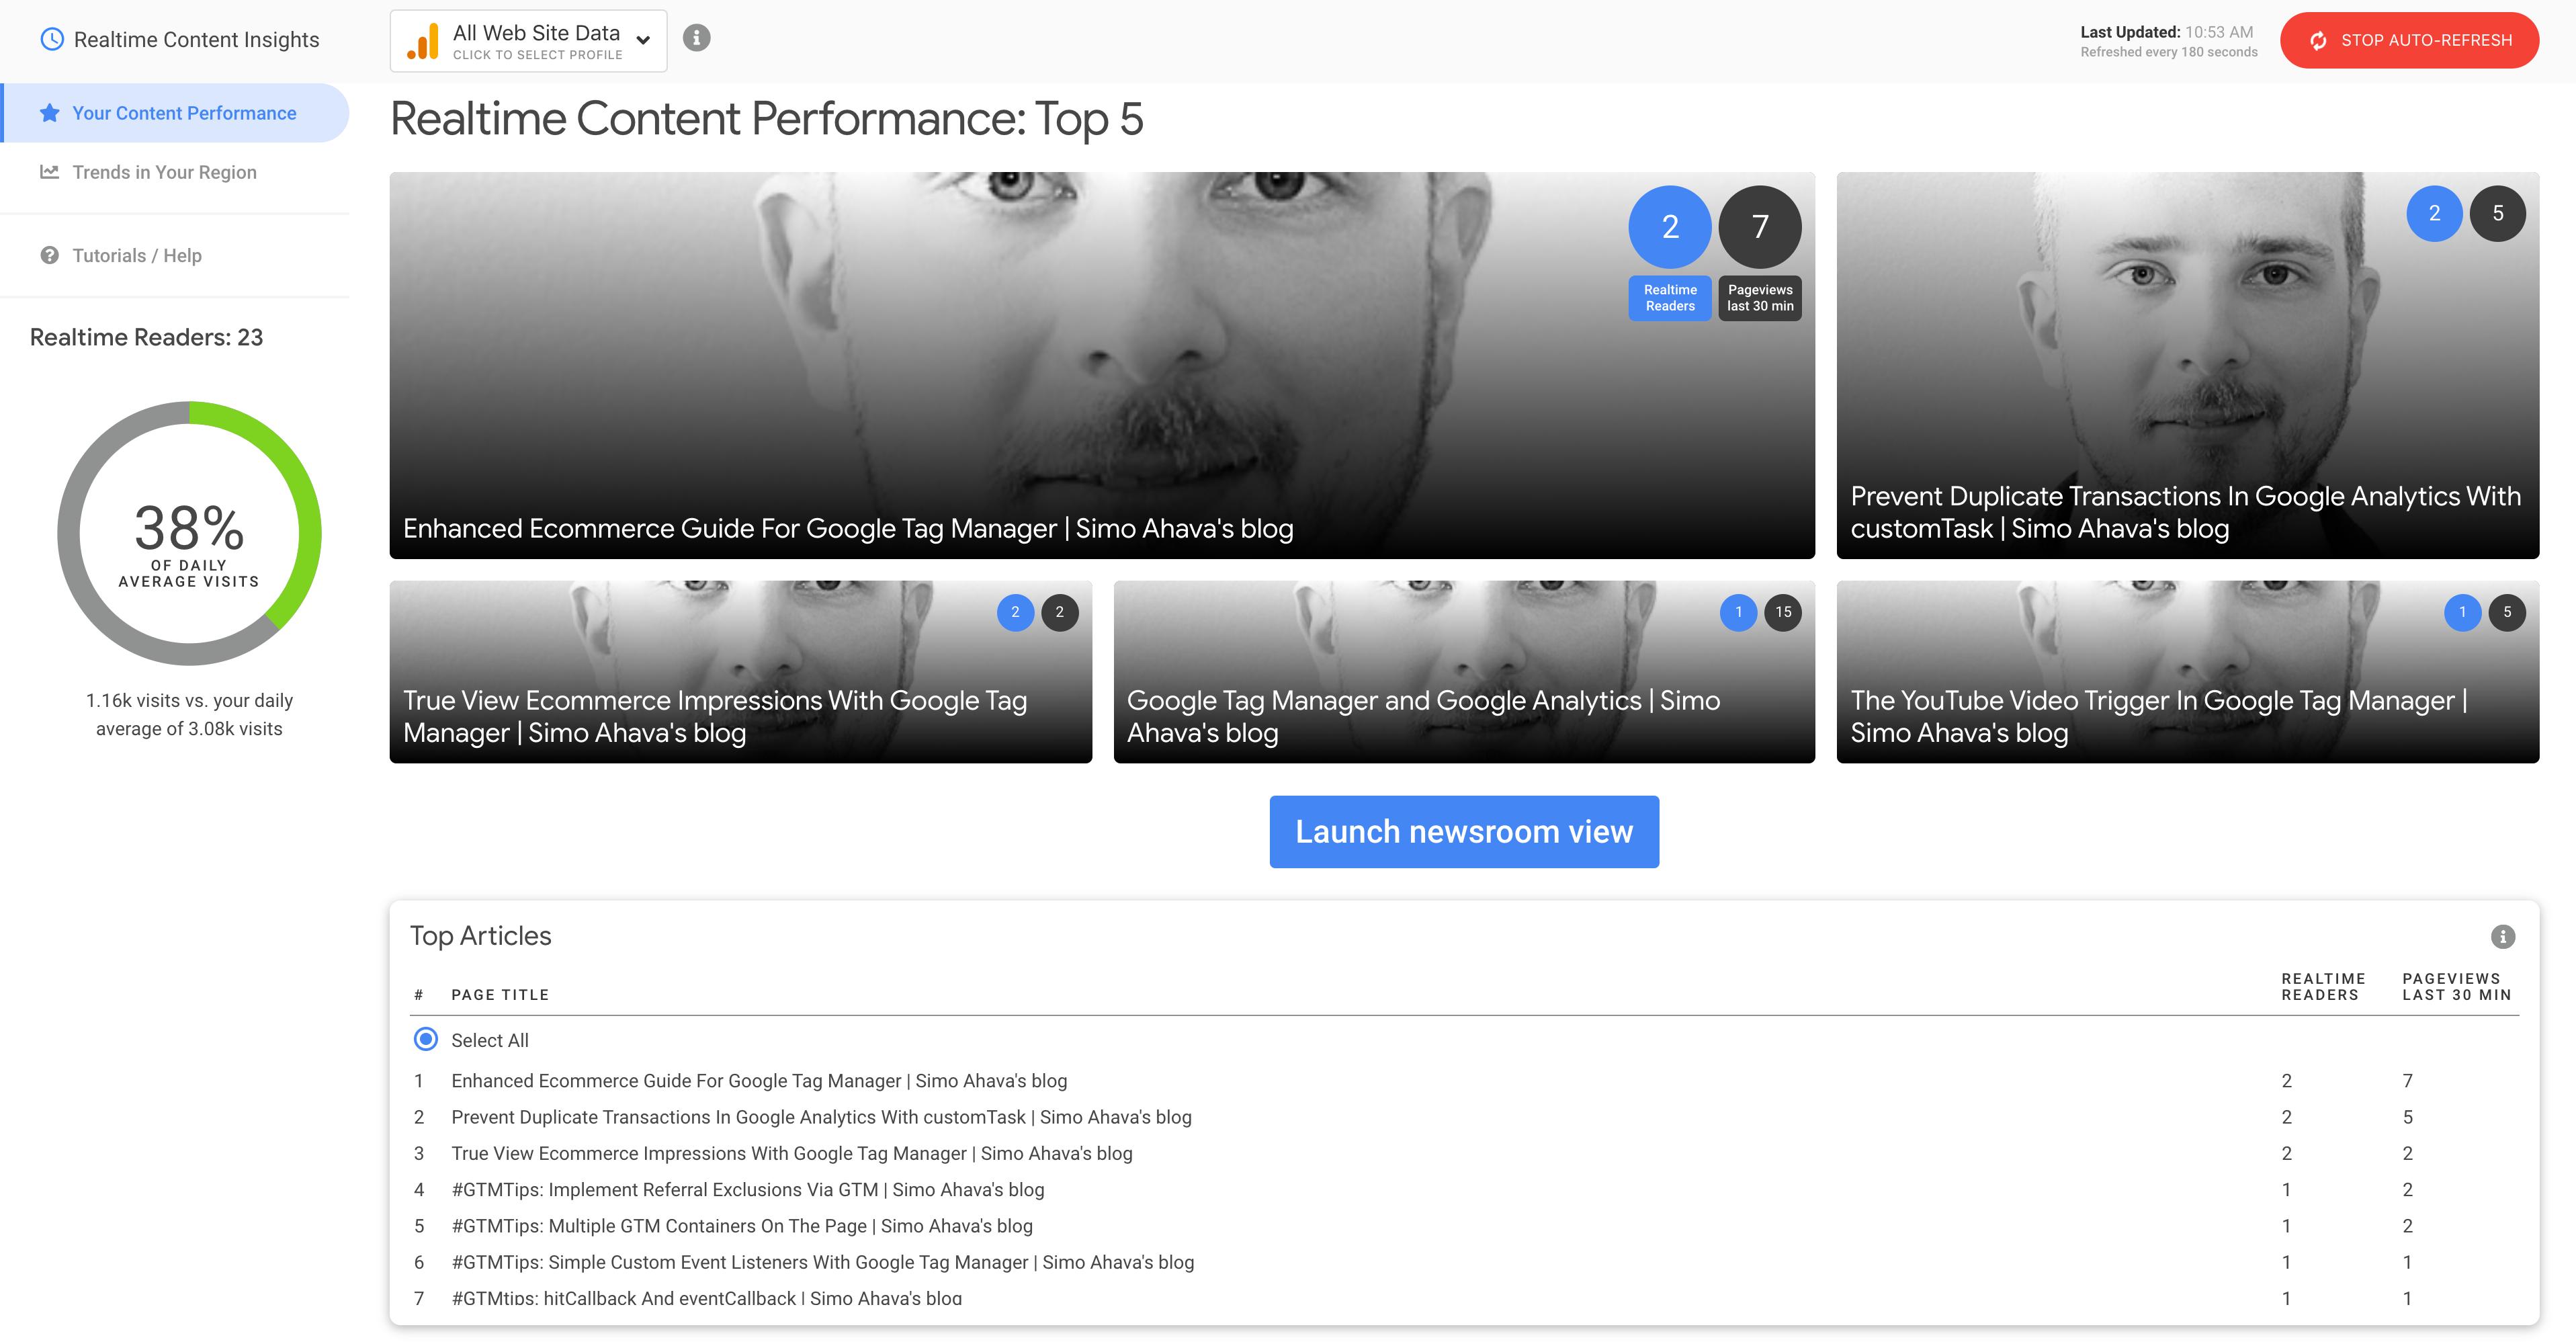 Realtime Content Insights
All Web Site Data
CLICK TO SELECT PROFILE
Last Updated: 10:53 AM
Refreshed every 180 seconds
STOP AUTO-REFRESH
Your Content Performance
Trends in Your Region
Tutorials / Help
Realtime Readers: 23
38%
OF DAILY
AVERAGE VISITS
1.16k visits vs. your daily
average of 3.08k visits
Realtime Content Performance: Top 5
2 7
Realtime
Readers
Pageviews
last 30 min
Enhanced Ecommerce Guide For Google Tag Manager | Simo Ahava's blog
2 5
Prevent Duplicate Transactions In Google Analytics With
customTask | Simo Ahava's blog
2 2
True View Ecommerce Impressions With Google Tag
Manager | Simo Ahava's blog
1 15
Google Tag Manager and Google Analytics | Simo
Ahava's blog
1 5
The YouTube Video Trigger In Google Tag Manager |
Simo Ahava's blog
Launch newsroom view
Top Articles
# PAGE TITLE
REALTIME
READERS
PAGEVIEWS
LAST 30 MIN
Select All
1 Enhanced Ecommerce Guide For Google Tag Manager | Simo Ahava's blog 2 7
2 Prevent Duplicate Transactions In Google Analytics With customTask | Simo Ahava's blog 2 5
3 True View Ecommerce Impressions With Google Tag Manager | Simo Ahava's blog 2 2
4 #GTMTips: Implement Referral Exclusions Via GTM | Simo Ahava's blog 1 2
5 #GTMTips: Multiple GTM Containers On The Page | Simo Ahava's blog 1 2
6 #GTMTips: Simple Custom Event Listeners With Google Tag Manager | Simo Ahava's blog 1 1
7 #GTMtips: hitCallback And eventCallback | Simo Ahava's blog 1 1